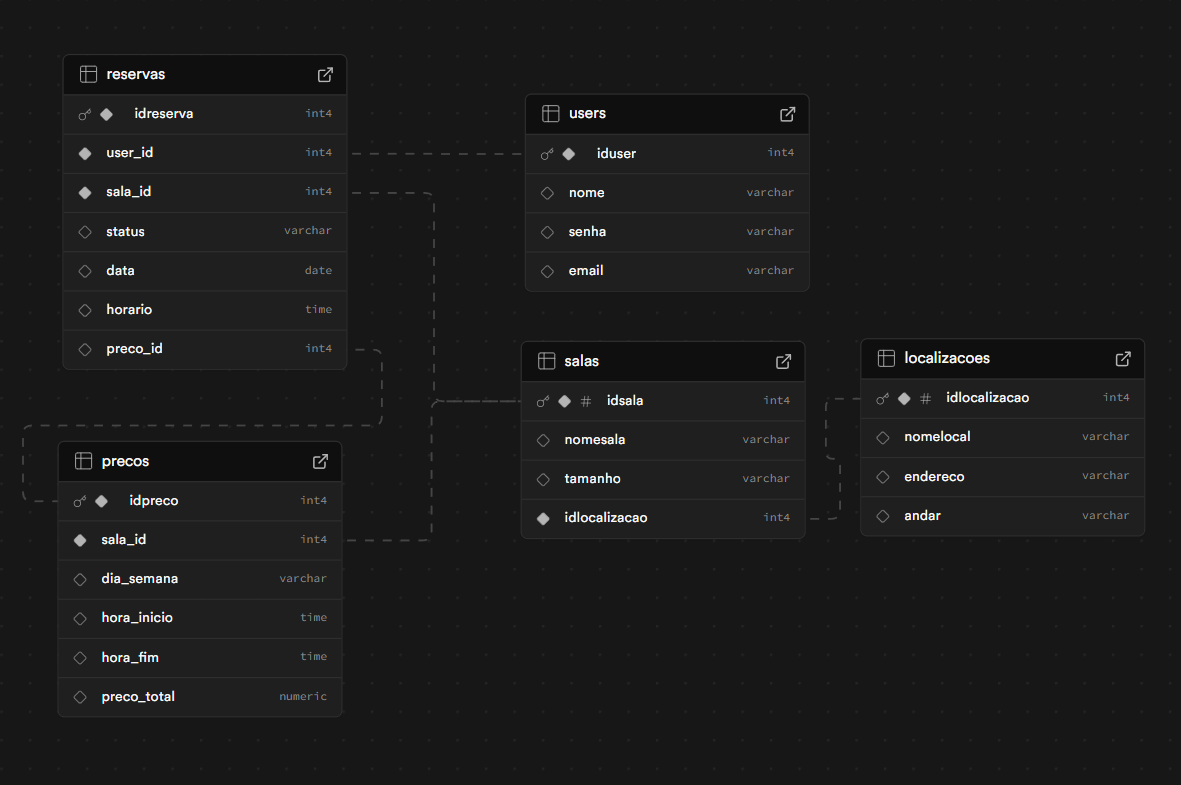 reservas
idreserva int4
user_id int4
sala_id int4
status varchar
data date
horario time
preco_id int4
users
iduser int4
nome varchar
senha varchar
email varchar
salas
# idsala int4
nomesala varchar
tamanho varchar
idlocalizacao int4
localizacoes
# idlocalizacao int4
nomelocal varchar
endereco varchar
andar varchar
precos
idpreco int4
sala_id int4
dia_semana varchar
hora_inicio time
hora_fim time
preco_total numeric